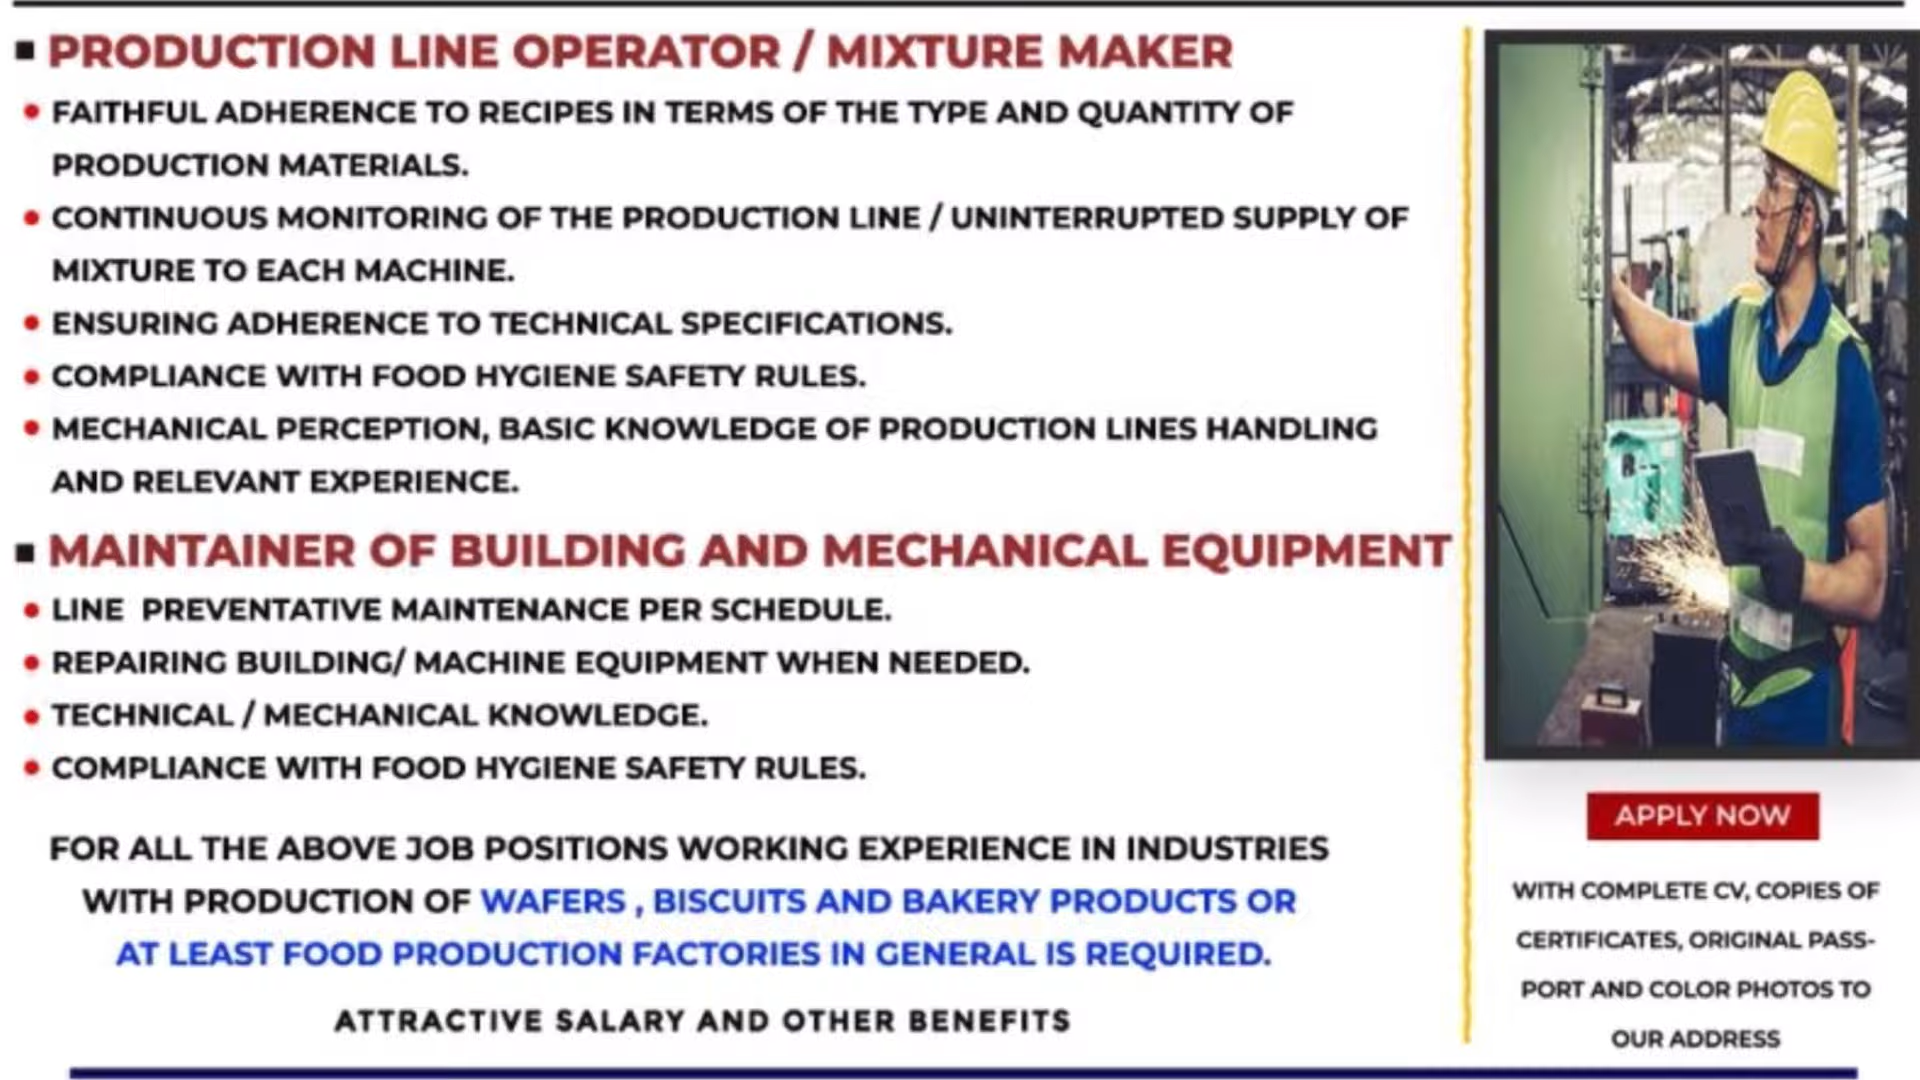 PRODUCTION LINE OPERATOR / MIXTURE MAKER
FAITHFUL ADHERENCE TO RECIPES IN TERMS OF THE TYPE AND QUANTITY OF
PRODUCTION MATERIALS.
CONTINUOUS MONITORING OF THE PRODUCTION LINE / UNINTERRUPTED SUPPLY OF
MIXTURE TO EACH MACHINE.
ENSURING ADHERENCE TO TECHNICAL SPECIFICATIONS.
COMPLIANCE WITH FOOD HYGIENE SAFETY RULES.
MECHANICAL PERCEPTION, BASIC KNOWLEDGE OF PRODUCTION LINES HANDLING
AND RELEVANT EXPERIENCE.
MAINTAINER OF BUILDING AND MECHANICAL EQUIPMENT
LINE PREVENTATIVE MAINTENANCE PER SCHEDULE.
REPAIRING BUILDING/ MACHINE EQUIPMENT WHEN NEEDED.
TECHNICAL / MECHANICAL KNOWLEDGE.
COMPLIANCE WITH FOOD HYGIENE SAFETY RULES.
FOR ALL THE ABOVE JOB POSITIONS WORKING EXPERIENCE IN INDUSTRIES
WITH PRODUCTION OF WAFERS , BISCUITS AND BAKERY PRODUCTS OR
AT LEAST FOOD PRODUCTION FACTORIES IN GENERAL IS REQUIRED.
ATTRACTIVE SALARY AND OTHER BENEFITS
APPLY NOW
WITH COMPLETE CV, COPIES OF
CERTIFICATES, ORIGINAL PASS-
PORT AND COLOR PHOTOS TO
OUR ADDRESS